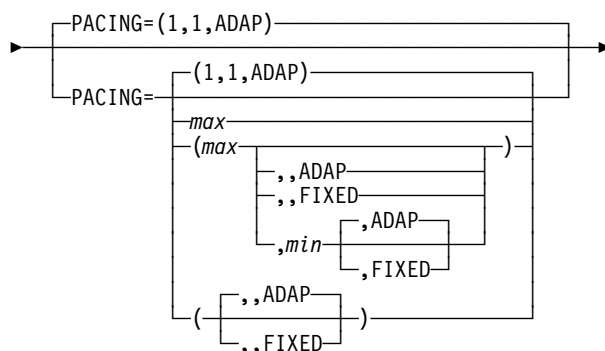 PACING=(1,1,ADAP)
(1,1,ADAP)
PACING=
max
(max )
,,ADAP
,,FIXED
,ADAP
,min
,FIXED
,,ADAP
( )
,,FIXED